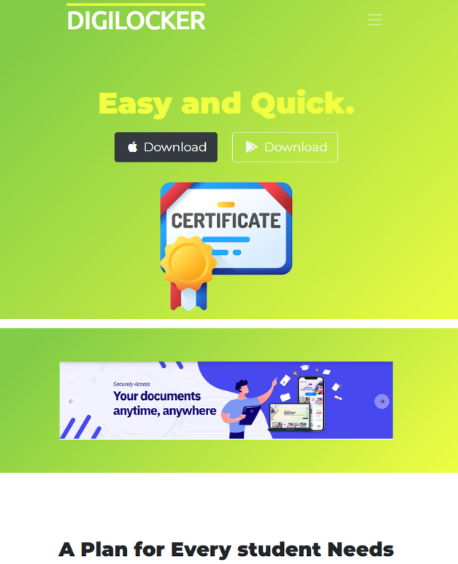 DIGILOCKER
Easy and Quick.
Download
Download
CERTIFICATE
Securely Access
Your documents
anytime, anywhere
A Plan for Every student Needs